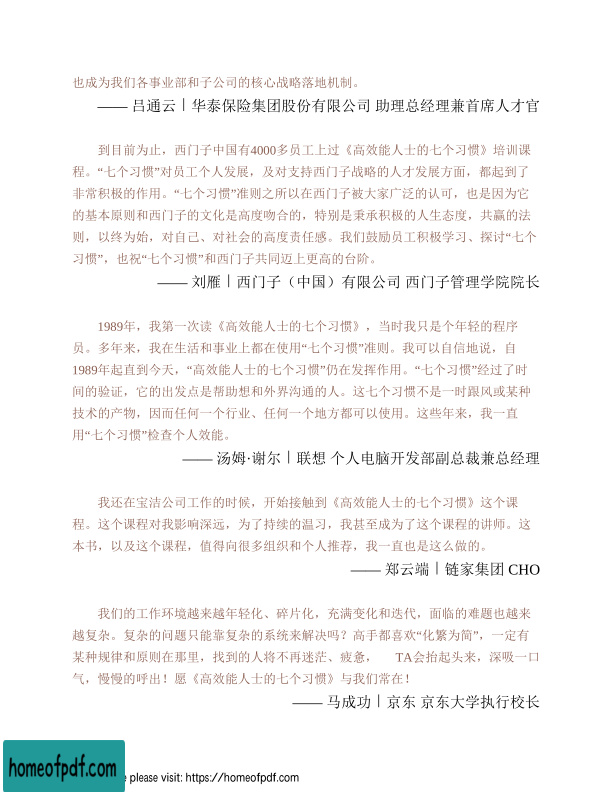 也成为我们各事业部和子公司的核心战略落地机制。
—— 吕通云｜华泰保险集团股份有限公司 助理总经理兼首席人才官
到目前为止，西门子中国有4000多员工上过《高效能人士的七个习惯》培训课
程。“七个习惯”对员工个人发展，及对支持西门子战略的人才发展方面，都起到了
非常积极的作用。“七个习惯”准则之所以在西门子被大家广泛的认可，也是因为它
的基本原则和西门子的文化是高度吻合的，特别是秉承积极的人生态度，共赢的法
则，以终为始，对自己、对社会的高度责任感。我们鼓励员工积极学习、探讨“七个
习惯”，也祝“七个习惯”和西门子共同迈上更高的台阶。
—— 刘雁｜西门子（中国）有限公司 西门子管理学院院长
1989年，我第一次读《高效能人士的七个习惯》，当时我只是个年轻的程序
员。多年来，我在生活和事业上都在使用“七个习惯”准则。我可以自信地说，自
1989年起直到今天，“高效能人士的七个习惯”仍在发挥作用。“七个习惯”经过了时
间的验证，它的出发点是帮助想和外界沟通的人。这七个习惯不是一时跟风或某种
技术的产物，因而任何一个行业、任何一个地方都可以使用。这些年来，我一直
用“七个习惯”检查个人效能。
—— 汤姆·谢尔｜联想 个人电脑开发部副总裁兼总经理
我还在宝洁公司工作的时候，开始接触到《高效能人士的七个习惯》这个课
程。这个课程对我影响深远，为了持续的温习，我甚至成为了这个课程的讲师。这
本书，以及这个课程，值得向很多组织和个人推荐，我一直也是这么做的。
—— 郑云端｜链家集团 CHO
我们的工作环境越来越年轻化、碎片化，充满变化和迭代，面临的难题也越来
越复杂。复杂的问题只能靠复杂的系统来解决吗？高手都喜欢“化繁为简”，一定有
某种规律和原则在那里，找到的人将不再迷茫、疲惫， TA会抬起头来，深吸一口
气，慢慢的呼出！愿《高效能人士的七个习惯》与我们常在！
—— 马成功｜京东 京东大学执行校长
homeofpdf.com
please visit: https://homeofpdf.com